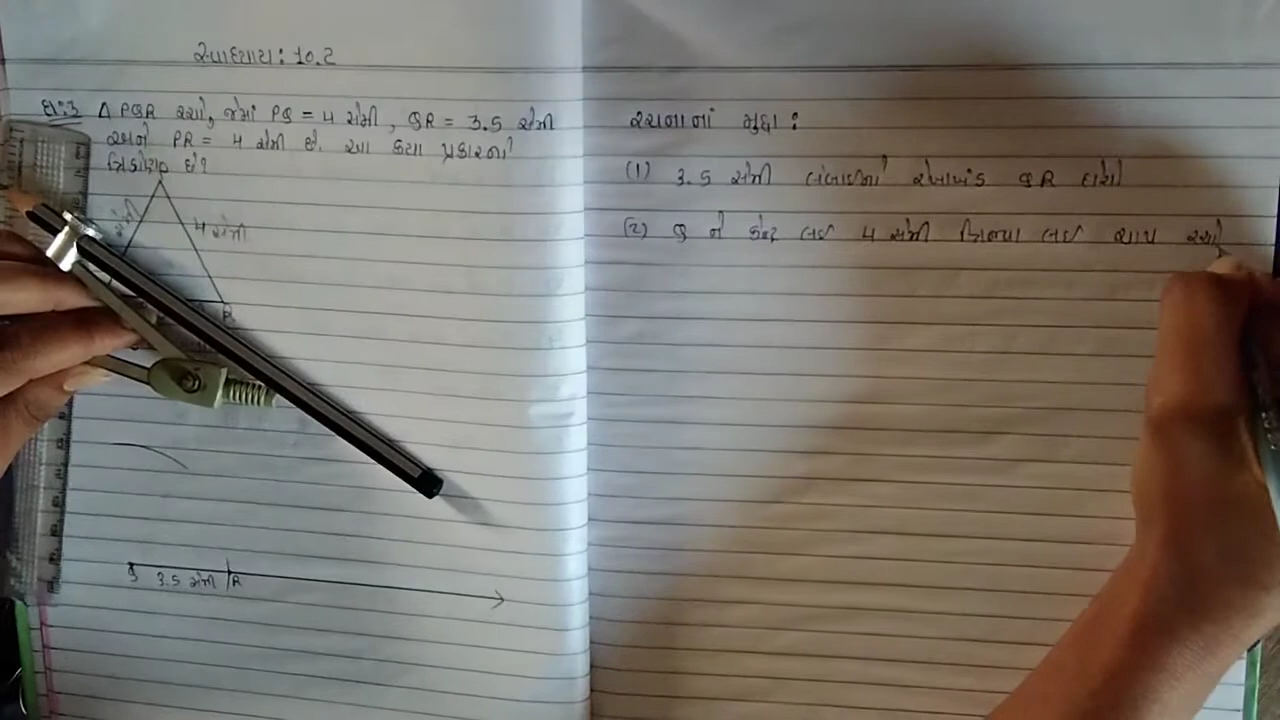 સ્વાધ્યાય: 10.2
દા:3 Δ PQR રચો, જેમાં PQ = 4 સેમી, QR = 3.5 સેમી
અને PR = 4 સેમી છે. આ કયા પ્રકારનો
ત્રિકોણ છે?
P
4 સેમી
R
Q 3.5 સેમી R
રચનાનાં મુદ્દા:
(1) 3.5 સેમી લંબાઈનો રેખાખંડ QR દોરો
(2) Q ને કેન્દ્ર લઈ 4 સેમી ત્રિજ્યા લઈ ચાપ રચો